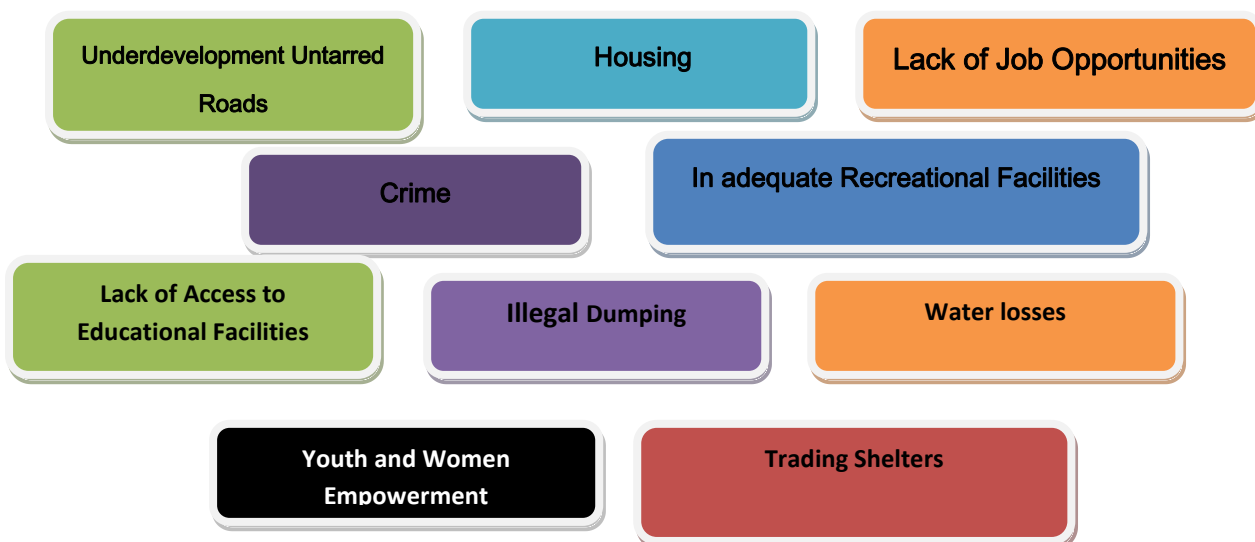 Underdevelopment Untarred
Roads
Housing
Lack of Job Opportunities
Crime
In adequate Recreational Facilities
Lack of Access to
Educational Facilities
Illegal Dumping
Water losses
Youth and Women
Empowerment
Trading Shelters